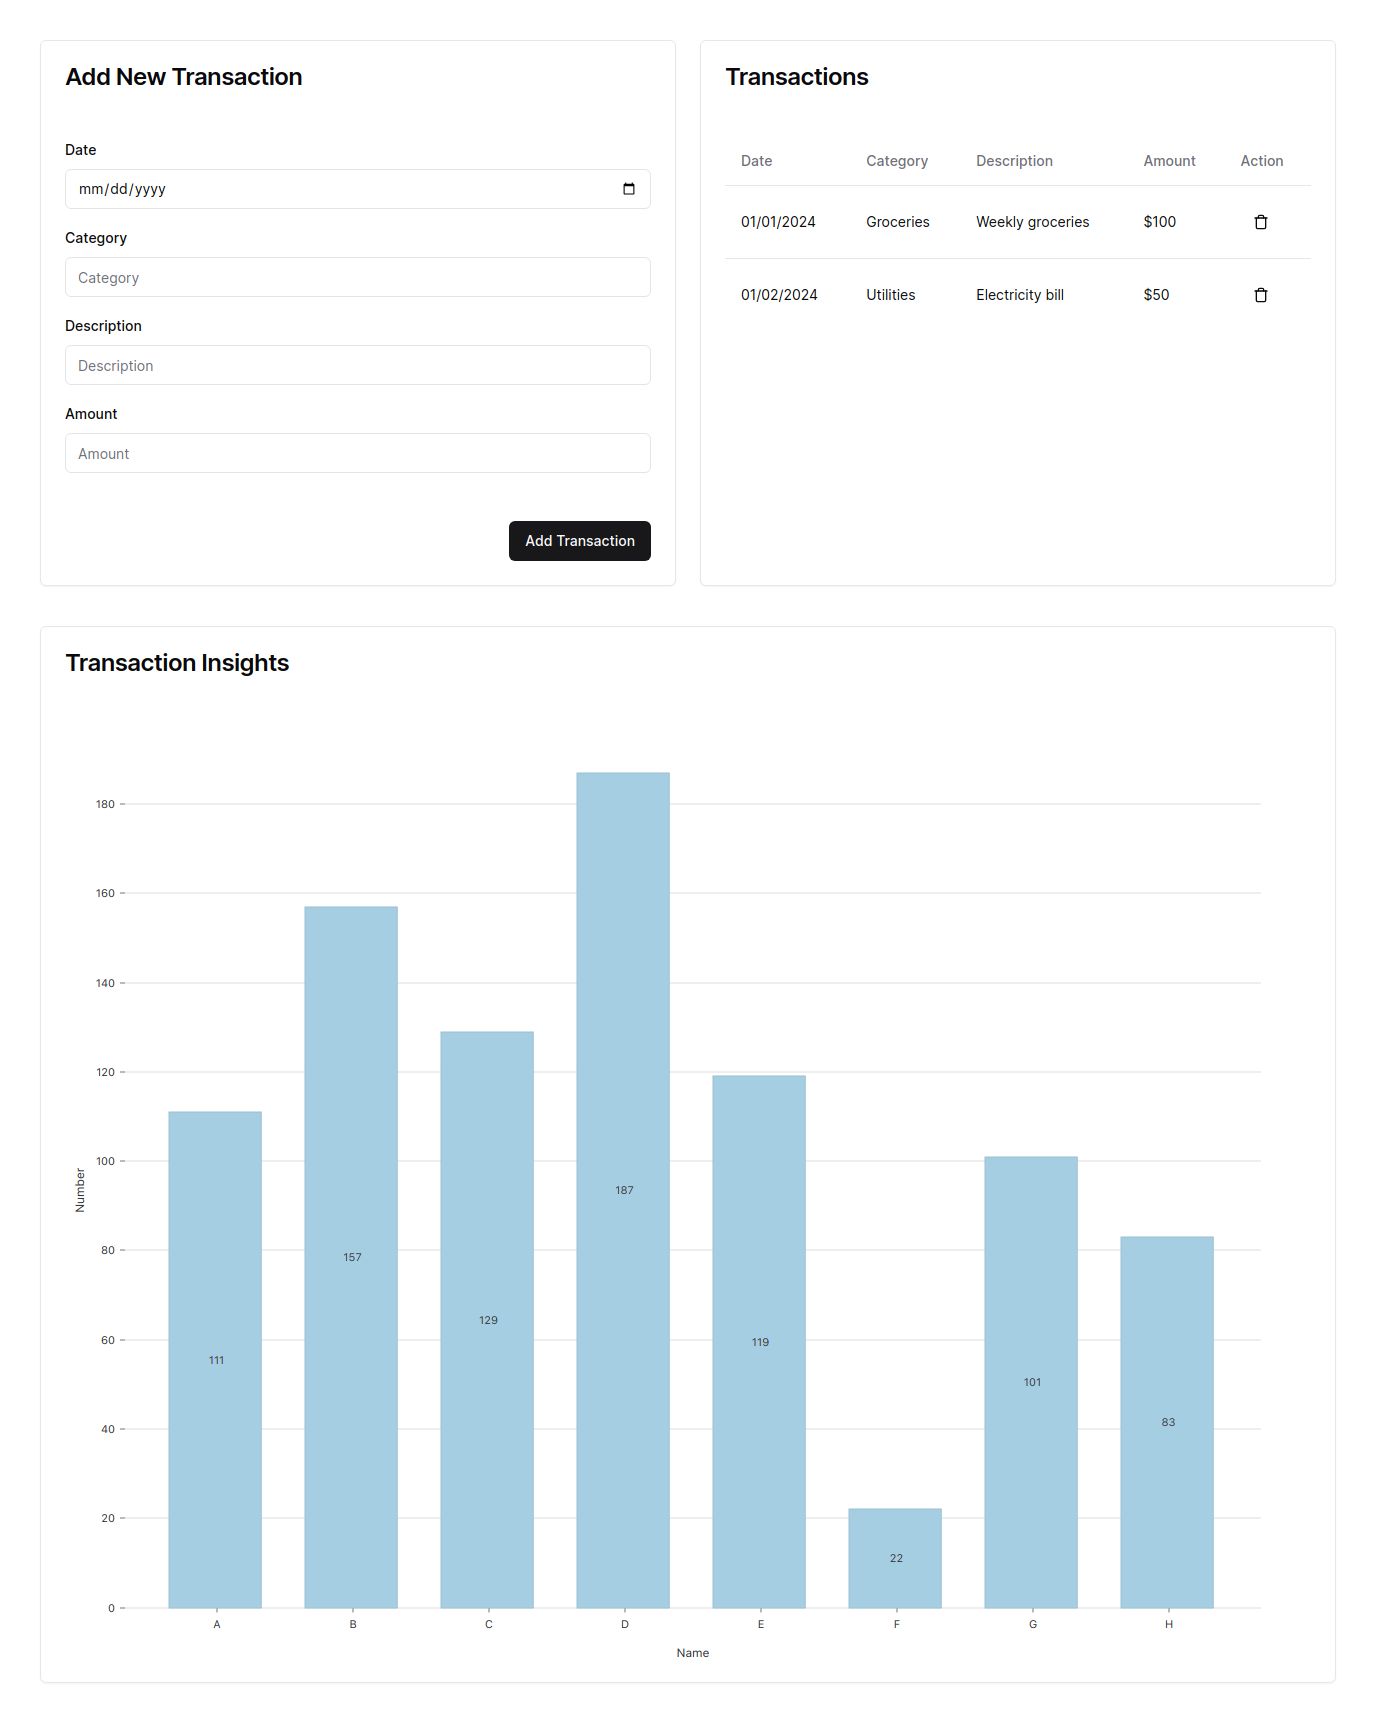 Add New Transaction
Date
mm/dd/yyyy
Category
Category
Description
Description
Amount
Amount
Add Transaction
Transactions
Date Category Description Amount Action
01/01/2024 Groceries Weekly groceries $100
01/02/2024 Utilities Electricity bill $50
Transaction Insights
180
160
140
120
100
80
60
40
20
0
Number
111
157
129
187
119
22
101
83
A B C D E F G H
Name